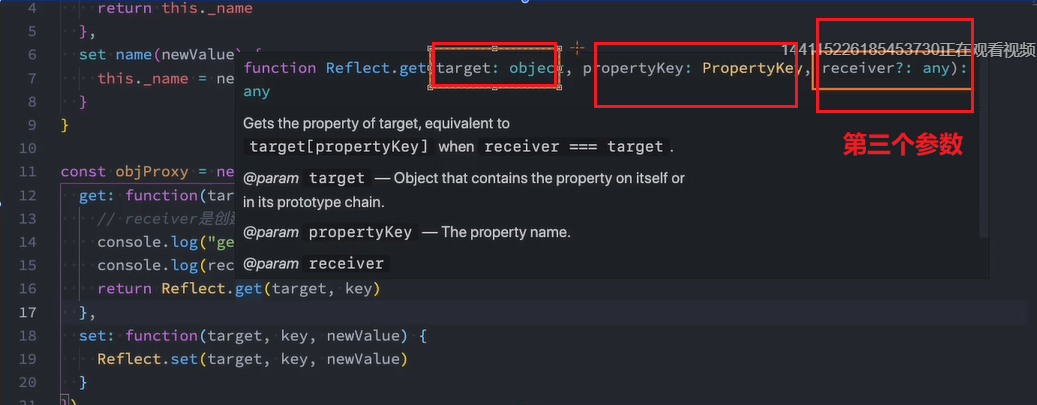 4 return this._name
5 },
6 set name(newValue) {
7 this._name = ne
8 }
9 }
10
11 const objProxy = ne
12 get: function(tar
13 // receiver是创建
14 console.log("ge
15 console.log(rec
16 return Reflect.get(target, key)
17 },
18 set: function(target, key, newValue) {
19 Reflect.set(target, key, newValue)
20 }
21 })
144115226185453730正在观看视频
function Reflect.get(target: object, propertyKey: PropertyKey, receiver?: any):
any
Gets the property of target, equivalent to
target[propertyKey] when receiver === target.
@param target — Object that contains the property on itself or
in its prototype chain.
@param propertyKey — The property name.
@param receiver
第三个参数